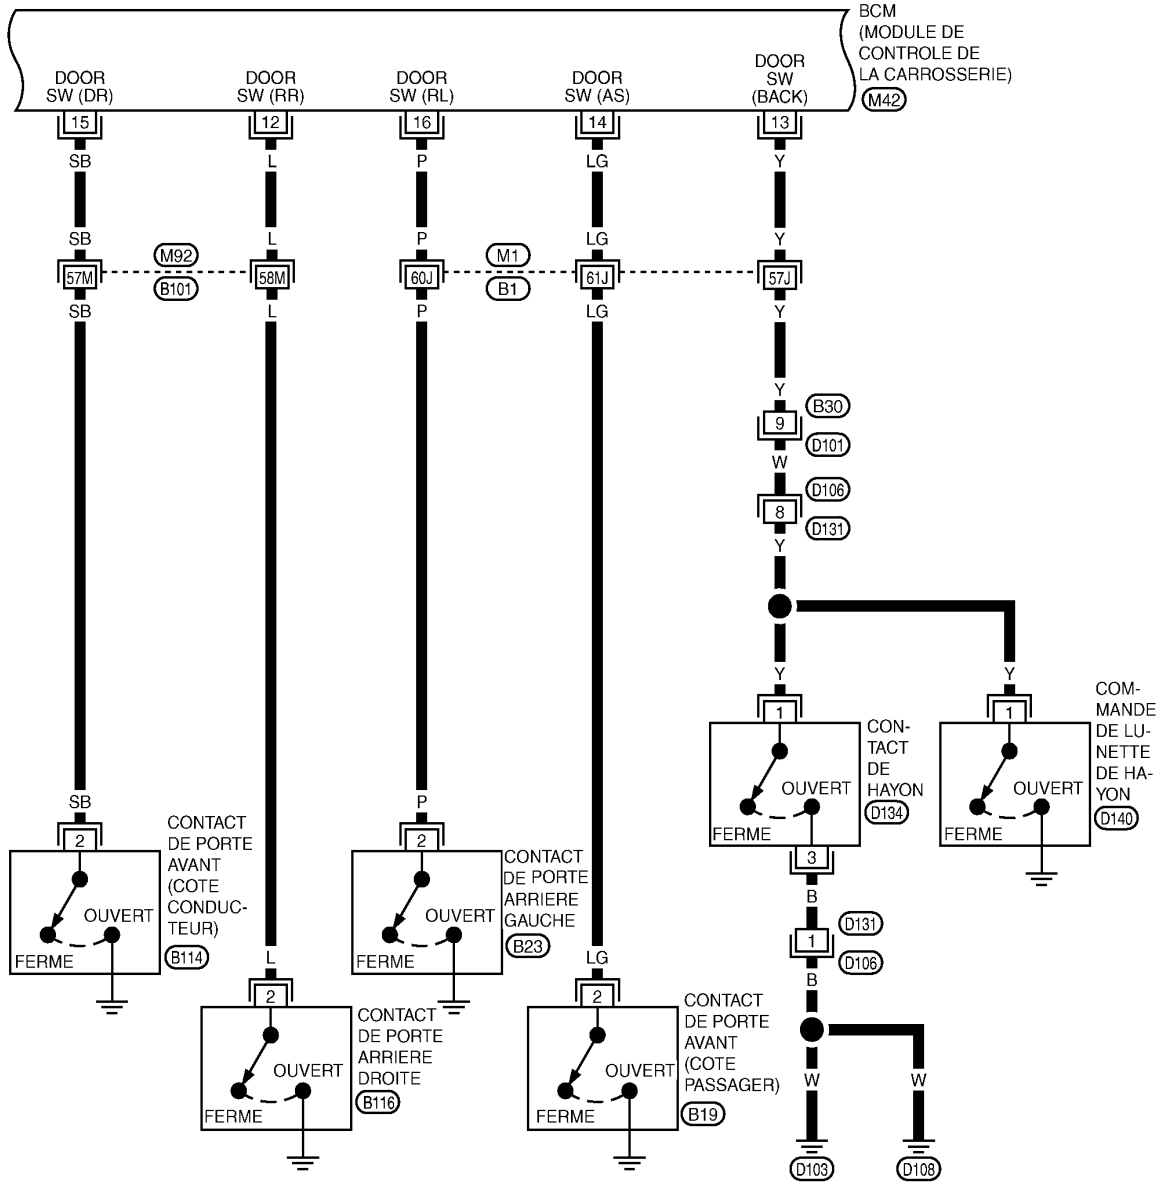 BCM
(MODULE DE
CONTROLE DE
LA CARROSSERIE)
M42
DOOR
SW (DR)
DOOR
SW (RR)
DOOR
SW (RL)
DOOR
SW (AS)
DOOR
SW
(BACK)
15
12
16
14
13
SB
L
P
LG
Y
SB
L
P
LG
Y
M92
M1
57M
58M
60J
61J
57J
B101
B1
SB
L
P
LG
Y
Y
B30
9
D101
W
D106
8
D131
Y
Y
Y
1
1
CON-
TACT
DE
HAYON
D134
COM-
MANDE
DE LU-
NETTE
DE HA-
YON
D140
OUVERT
FERME
OUVERT
FERME
SB
P
2
2
CONTACT
DE PORTE
AVANT
(COTE
CONDUC-
TEUR)
B114
CONTACT
DE PORTE
ARRIERE
GAUCHE
B23
OUVERT
FERME
OUVERT
FERME
3
B
D131
1
D106
B
L
LG
2
2
CONTACT
DE PORTE
ARRIERE
DROITE
B116
CONTACT
DE PORTE
AVANT
(COTE
PASSAGER)
B19
OUVERT
FERME
OUVERT
FERME
W
W
D103
D108